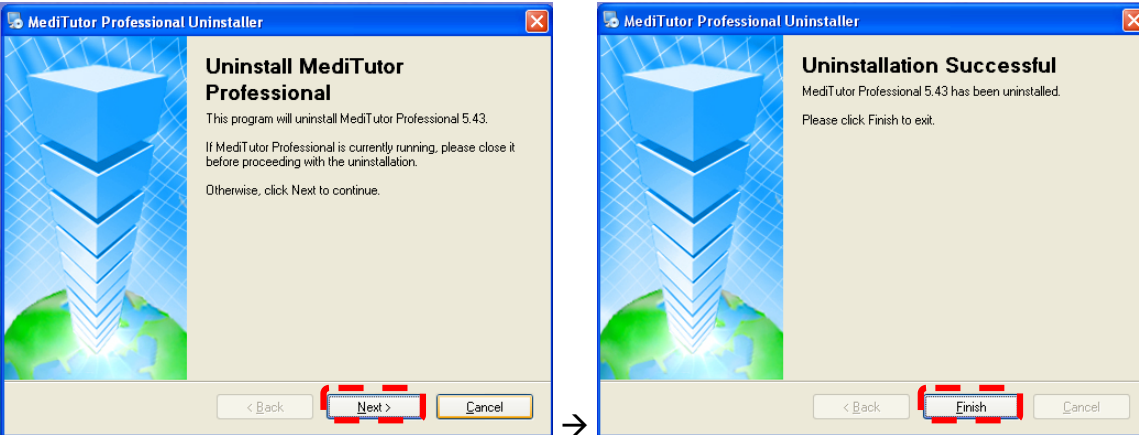 MediTutor Professional Uninstaller
Uninstall MediTutor
Professional
This program will uninstall MediTutor Professional 5.43.
If MediTutor Professional is currently running, please close it
before proceeding with the uninstallation.
Otherwise, click Next to continue.
< Back
Next >
Cancel
→
MediTutor Professional Uninstaller
Uninstallation Successful
MediTutor Professional 5.43 has been uninstalled.
Please click Finish to exit.
< Back
Finish
Cancel